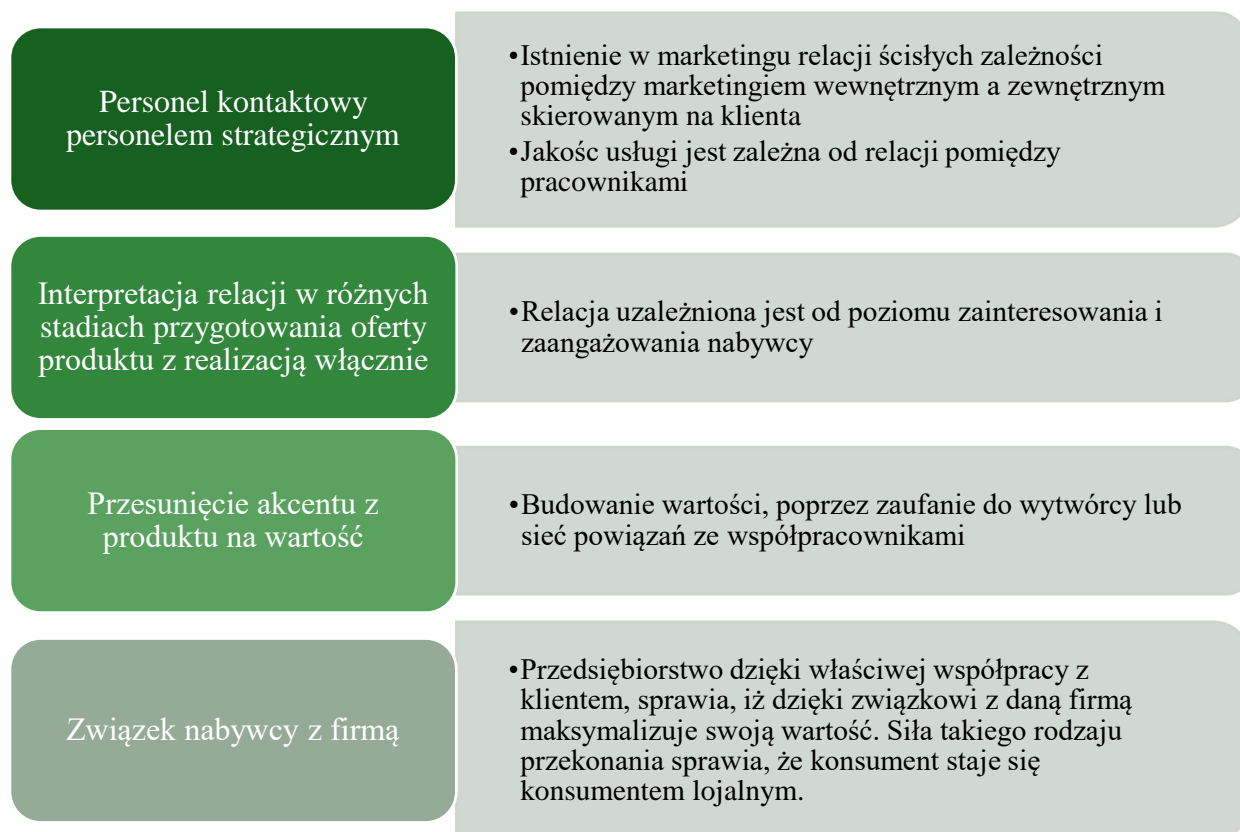 Personel kontaktowy
personelem strategicznym
•Istnienie w marketingu relacji ścisłych zależności
pomiędzy marketingiem wewnętrznym a zewnętrznym
skierowanym na klienta
•Jakośc usługi jest zależna od relacji pomiędzy
pracownikami
Interpretacja relacji w różnych
stadiach przygotowania oferty
produktu z realizacją włącznie
•Relacja uzależniona jest od poziomu zainteresowania i
zaangażowania nabywcy
Przesunięcie akcentu z
produktu na wartość
•Budowanie wartości, poprzez zaufanie do wytwórcy lub
sieć powiązań ze współpracownikami
Związek nabywcy z firmą
•Przedsiębiorstwo dzięki właściwej współpracy z
klientem, sprawia, iż dzięki związkowi z daną firmą
maksymalizuje swoją wartość. Siła takiego rodzaju
przekonania sprawia, że konsument staje się
konsumentem lojalnym.